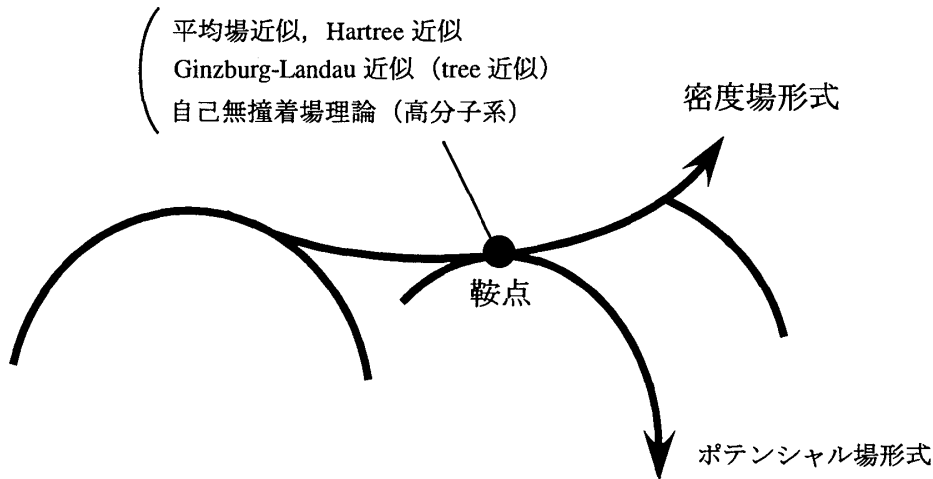 平均場近似，Hartree 近似
Ginzburg-Landau 近似（tree 近似）
自己無撞着場理論（高分子系）
密度場形式
鞍点
ポテンシャル場形式